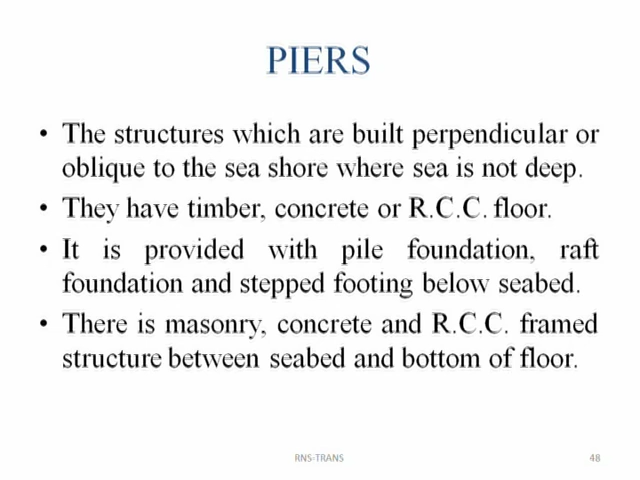 PIERS
• The structures which are built perpendicular or
oblique to the sea shore where sea is not deep.
• They have timber, concrete or R.C.C. floor.
• It is provided with pile foundation, raft
foundation and stepped footing below seabed.
• There is masonry, concrete and R.C.C. framed
structure between seabed and bottom of floor.
RNS-TRANS
48